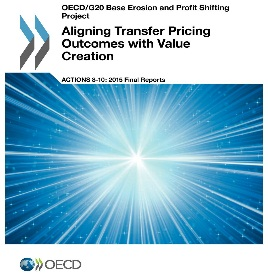 OECD/G20 Base Erosion and Profit Shifting
Project
Aligning Transfer Pricing
Outcomes with Value
Creation
ACTIONS 8-10: 2015 Final Reports
OECD